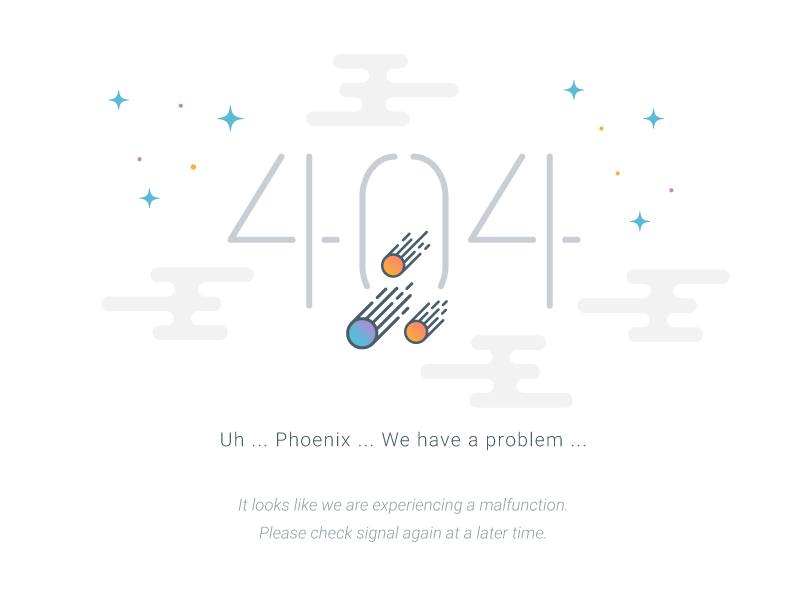 404
Uh ... Phoenix ... We have a problem ...
It looks like we are experiencing a malfunction.
Please check signal again at a later time.